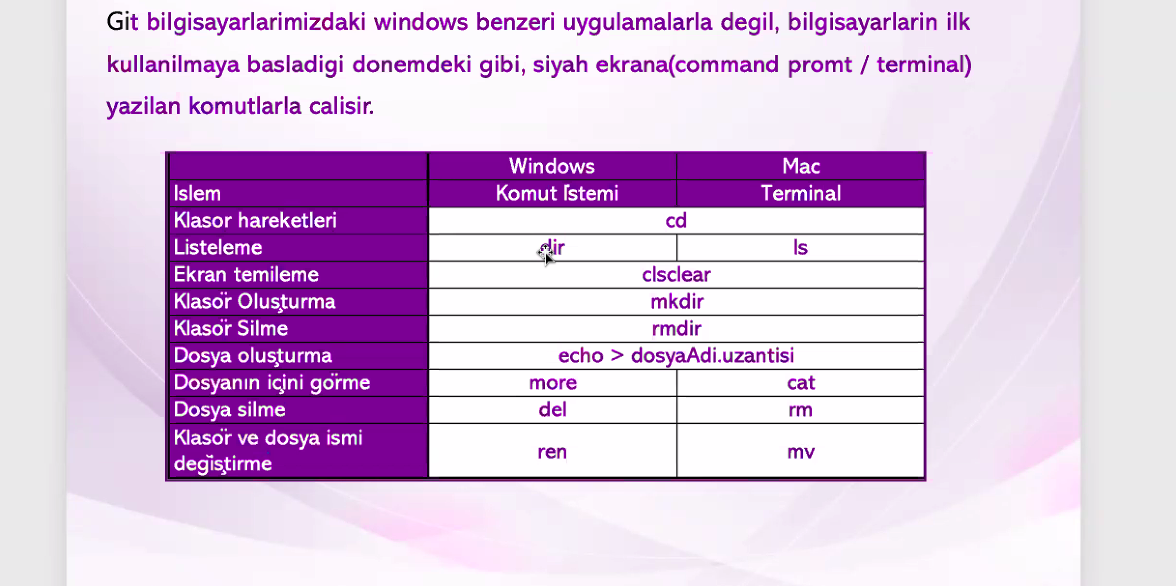 Git bilgisayarlarimizdaki windows benzeri uygulamalarla degil, bilgisayarlarin ilk
kullanilmaya basladigi donemdeki gibi, siyah ekrana(command promt / terminal)
yazilan komutlarla calisir.
Windows Mac
Islem Komut İstemi Terminal
Klasor hareketleri cd
Listeleme dir ls
Ekran temileme clsclear
Klasör Oluşturma mkdir
Klasör Silme rmdir
Dosya oluşturma echo > dosyaAdi.uzantisi
Dosyanın içini görme more cat
Dosya silme del rm
Klasör ve dosya ismi
değiştirme ren mv